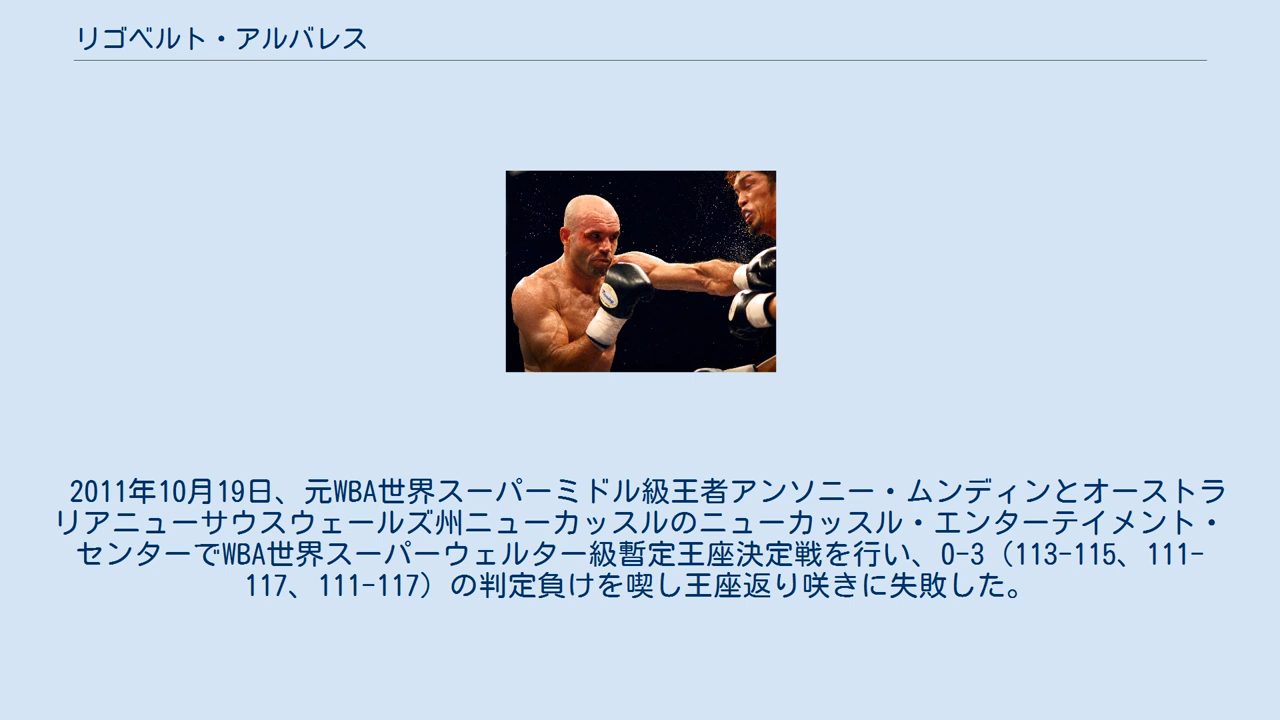 リゴベルト・アルバレス
2011年10月19日、元WBA世界スーパーミドル級王者アンソニー・ムンディンとオーストラ
リアニューサウスウェールズ州ニューカッスルのニューカッスル・エンターテイメント・
センターでWBA世界スーパーウェルター級暫定王座決定戦を行い、0-3（113-115、111-
117、111-117）の判定負けを喫し王座返り咲きに失敗した。